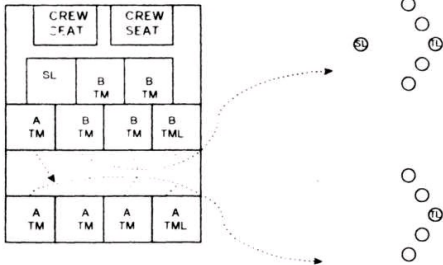 CREW CREW
SEAT SEAT
SL B B
TM TM
A B B B
TM TM TM TML
A A A A
TM TM TM TML
SL TL
TL